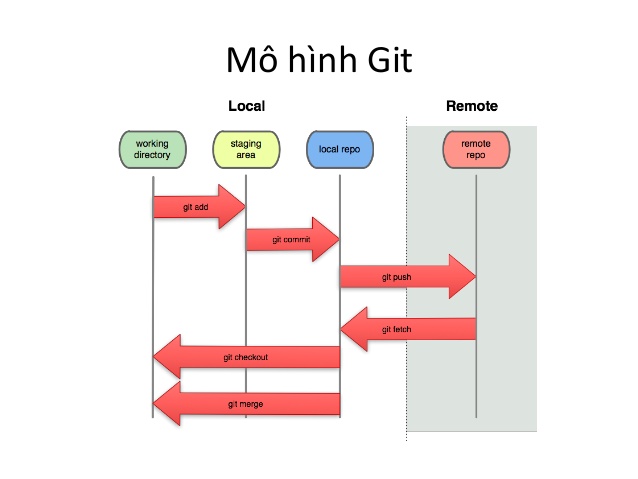 Mô hình Git
Local
Remote
working
directory
staging
area
local repo
remote
repo
git add
git commit
git push
git fetch
git checkout
git merge